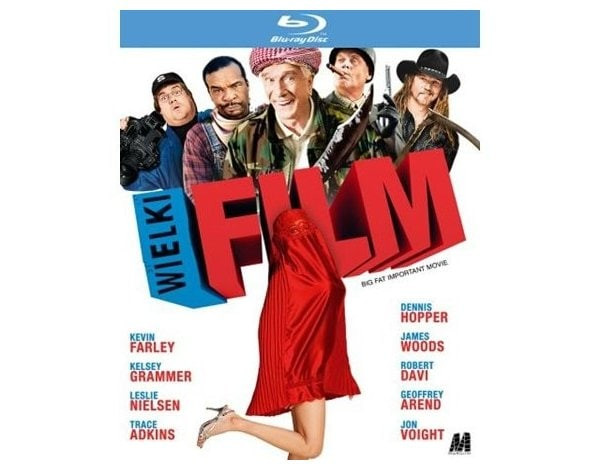 Blu-ray Disc
WIELKI
FILM
BIG FAT IMPORTANT MOVIE
KEVIN
FARLEY
KELSEY
GRAMMER
LESLIE
NIELSEN
TRACE
ADKINS
DENNIS
HOPPER
JAMES
WOODS
ROBERT
DAVI
GEOFFREY
AREND
JON
VOIGHT